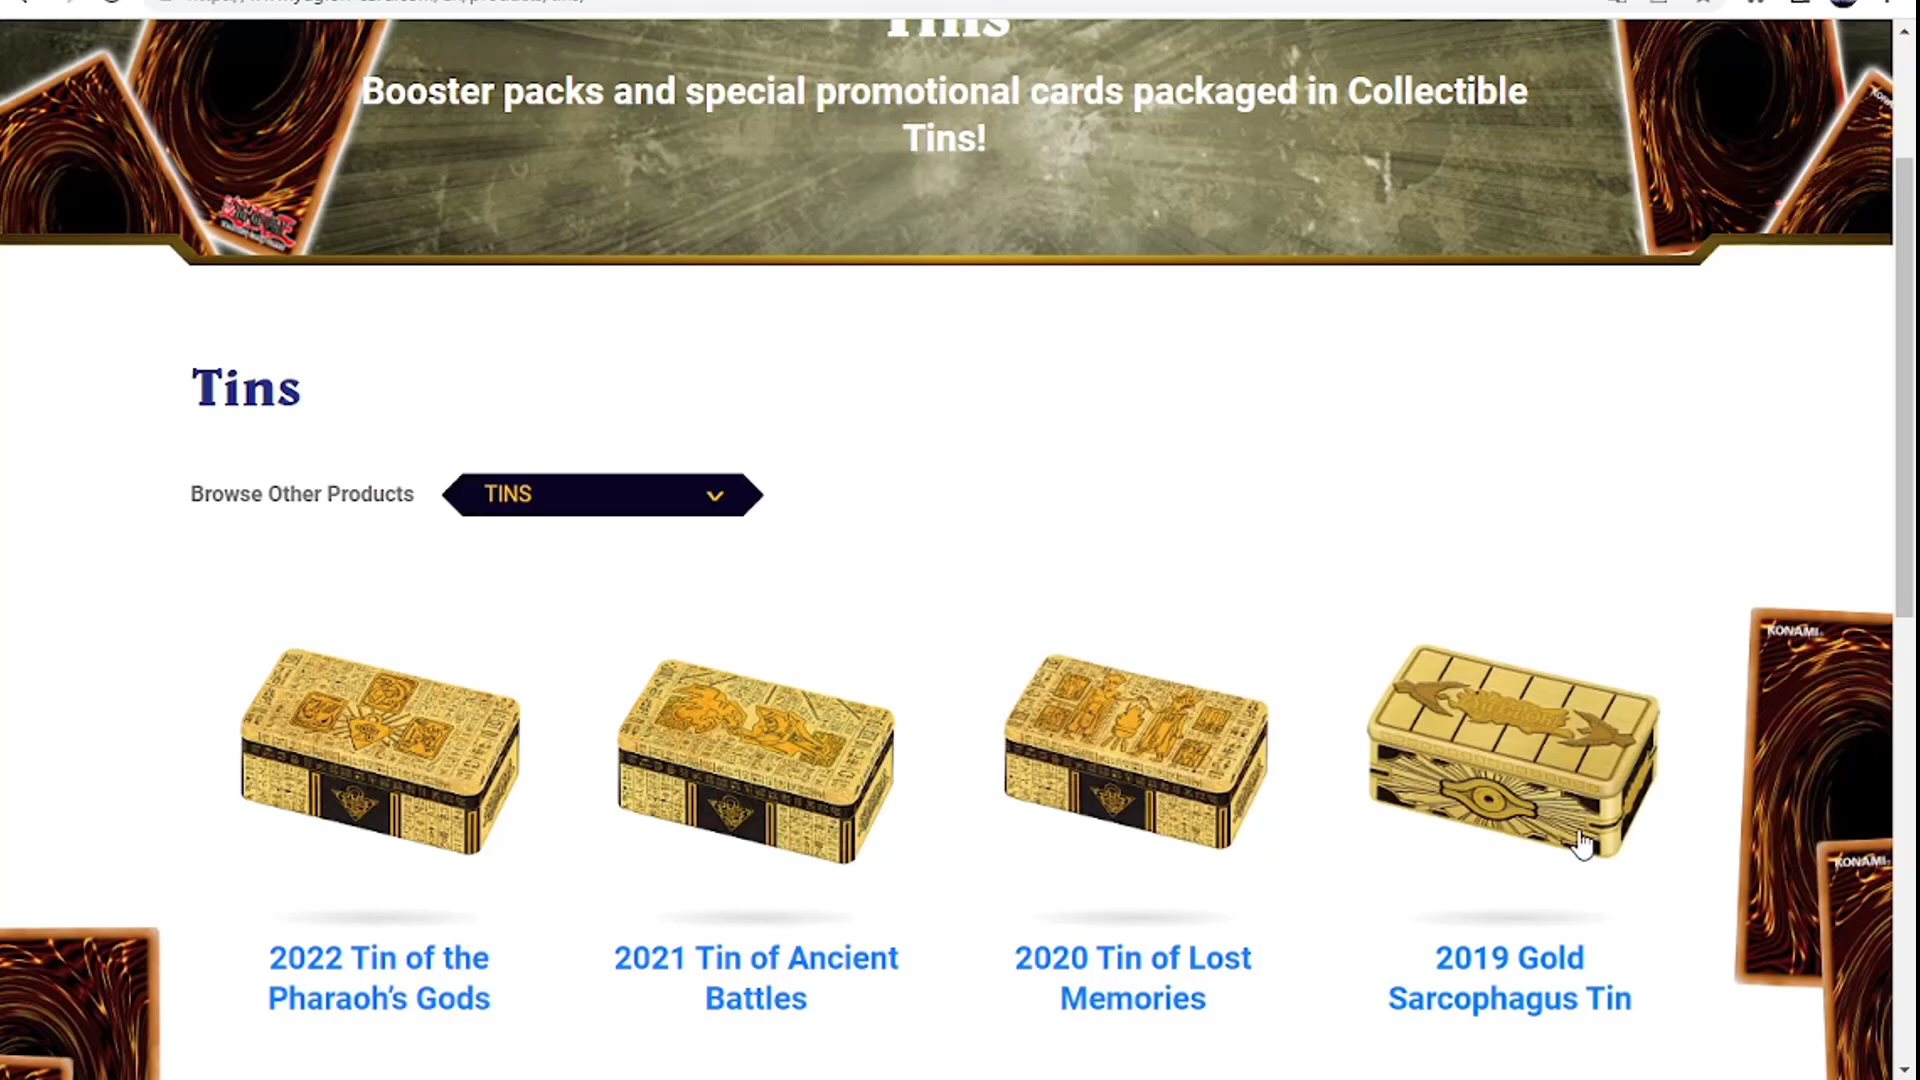 Tins
Booster packs and special promotional cards packaged in Collectible
Tins!
Tins
Browse Other Products
TINS
KONAMI
KONAMI
2022 Tin of the
Pharaoh's Gods
2021 Tin of Ancient
Battles
2020 Tin of Lost
Memories
2019 Gold
Sarcophagus Tin